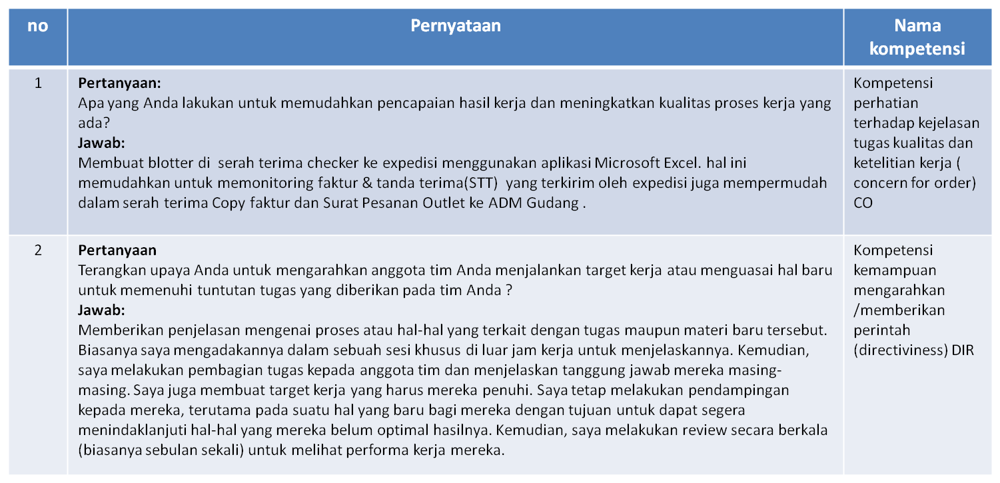 no
Pernyataan
Nama
kompetensi
1
Pertanyaan:
Apa yang Anda lakukan untuk memudahkan pencapaian hasil kerja dan meningkatkan kualitas proses kerja yang
ada?
Jawab:
Membuat blotter di serah terima checker ke expedisi menggunakan aplikasi Microsoft Excel. hal ini
memudahkan untuk memonitoring faktur & tanda terima(STT) yang terkirim oleh expedisi juga mempermudah
dalam serah terima Copy faktur dan Surat Pesanan Outlet ke ADM Gudang .
Kompetensi
perhatian
terhadap kejelasan
tugas kualitas dan
ketelitian kerja (
concern for order)
CO
2
Pertanyaan
Terangkan upaya Anda untuk mengarahkan anggota tim Anda menjalankan target kerja atau menguasai hal baru
untuk memenuhi tuntutan tugas yang diberikan pada tim Anda ?
Jawab:
Memberikan penjelasan mengenai proses atau hal-hal yang terkait dengan tugas maupun materi baru tersebut.
Biasanya saya mengadakannya dalam sebuah sesi khusus di luar jam kerja untuk menjelaskannya. Kemudian,
saya melakukan pembagian tugas kepada anggota tim dan menjelaskan tanggung jawab mereka masing-
masing. Saya juga membuat target kerja yang harus mereka penuhi. Saya tetap melakukan pendampingan
kepada mereka, terutama pada suatu hal yang baru bagi mereka dengan tujuan untuk dapat segera
menindaklanjuti hal-hal yang mereka belum optimal hasilnya. Kemudian, saya melakukan review secara berkala
(biasanya sebulan sekali) untuk melihat performa kerja mereka.
Kompetensi
kemampuan
mengarahkan
/memberikan
perintah
(directiviness) DIR